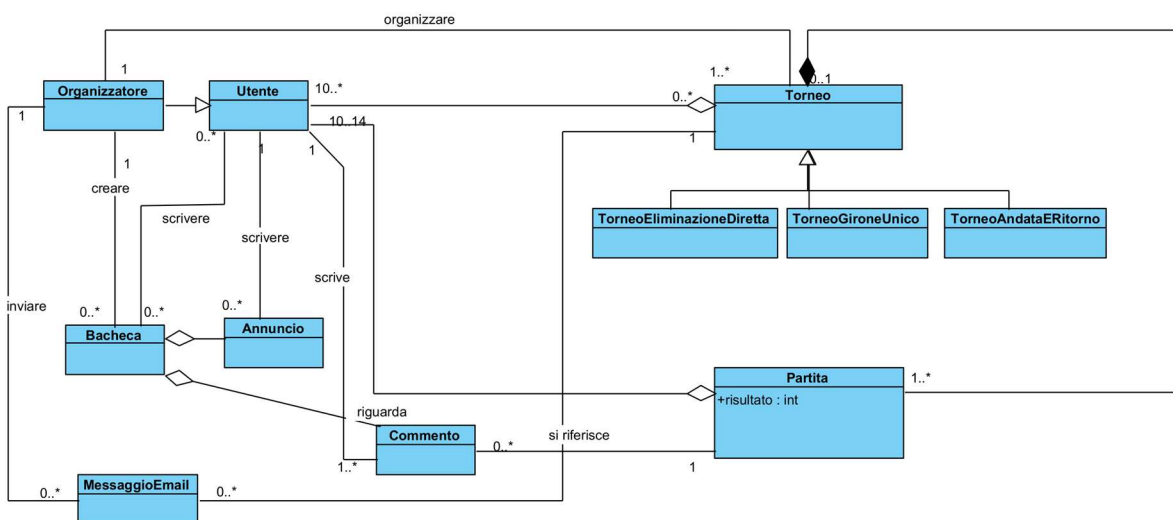 organizzare
1
1..*
0..1
Organizzatore
Utente
10..*
0..*
Torneo
1
10..14
0..*
1
1
1
1
creare
scrivere
scrivere
scrive
TorneoEliminazioneDiretta
TorneoGironeUnico
TorneoAndataERitorno
inviare
0..*
0..*
0..*
Bacheca
Annuncio
Partita
1..*
+risultato : int
riguarda
Commento
0..*
si riferisce
1..*
1
MessaggioEmail
0..*
0..*